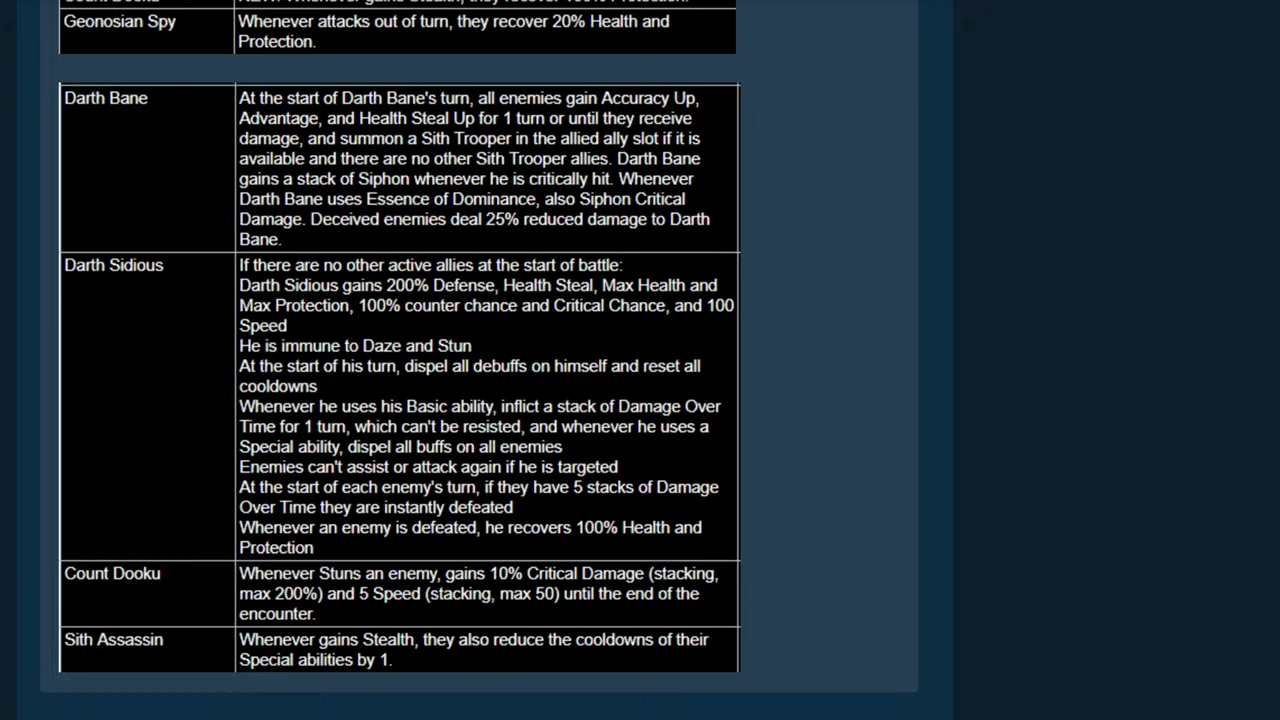 Whenever attacks out of turn, they recover 20% Health and
Geonosian Spy
Protection.
Darth Bane
At the start of Darth Bane's turn, all enemies gain Accuracy Up,
Advantage, and Health Steal Up for 1 turn or until they receive
damage, and summon a Sith Trooper in the allied ally slot if it is
available and there are no other Sith Trooper allies. Darth Bane
gains a stack of Siphon whenever he is critically hit. Whenever
Darth Bane uses Essence of Dominance, also Siphon Critical
Damage. Deceived enemies deal 25% reduced damage to Darth
Bane.
Darth Sidious
If there are no other active allies at the start of battle:
Darth Sidious gains 200% Defense, Health Steal, Max Health and
Max Protection, 100% counter chance and Critical Chance, and 100
Speed
He is immune to Daze and Stun
At the start of his turn, dispel all debuffs on himself and reset all
cooldowns
Whenever he uses his Basic ability, inflict a stack of Damage Over
Time for 1 turn, which can't be resisted, and whenever he uses a
Special ability, dispel all buffs on all enemies
Enemies can't assist or attack again if he is targeted
At the start of each enemy's turn, if they have 5 stacks of Damage
Over Time they are instantly defeated
Whenever an enemy is defeated, he recovers 100% Health and
Protection
Count Dooku
Whenever Stuns an enemy, gains 10% Critical Damage (stacking,
max 200%) and 5 Speed (stacking, max 50) until the end of the
encounter.
Sith Assassin
Whenever gains Stealth, they also reduce the cooldowns of their
Special abilities by 1.